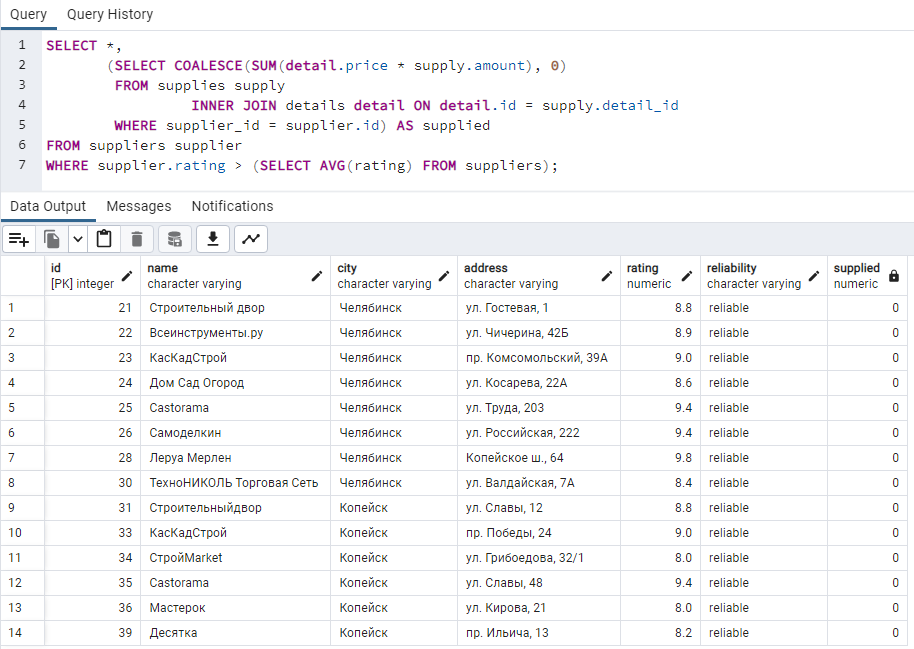 Query Query History
1 SELECT *,
2 (SELECT COALESCE(SUM(detail.price * supply.amount), 0)
3 FROM supplies supply
4 INNER JOIN details detail ON detail.id = supply.detail_id
5 WHERE supplier_id = supplier.id) AS supplied
6 FROM suppliers supplier
7 WHERE supplier.rating > (SELECT AVG(rating) FROM suppliers);
Data Output Messages Notifications
id name city address rating reliability supplied
[PK] integer character varying character varying character varying numeric character varying numeric
1 21 Строительный двор Челябинск ул. Гостевая, 1 8.8 reliable 0
2 22 Всеинструменты.ру Челябинск ул. Чичерина, 42Б 8.9 reliable 0
3 23 КасКадСтрой Челябинск пр. Комсомольский, 39А 9.0 reliable 0
4 24 Дом Сад Огород Челябинск ул. Косарева, 22А 8.6 reliable 0
5 25 Castorama Челябинск ул. Труда, 203 9.4 reliable 0
6 26 Самоделкин Челябинск ул. Российская, 222 9.4 reliable 0
7 28 Леруа Мерлен Челябинск Копейское ш., 64 9.8 reliable 0
8 30 ТехноНИКОЛЬ Торговая Сеть Челябинск ул. Валдайская, 7А 8.4 reliable 0
9 31 Строительныйдвор Копейск ул. Славы, 12 8.8 reliable 0
10 33 КасКадСтрой Копейск пр. Победы, 24 9.0 reliable 0
11 34 СтройMarket Копейск ул. Грибоедова, 32/1 8.0 reliable 0
12 35 Castorama Копейск ул. Славы, 48 9.4 reliable 0
13 36 Мастерок Копейск ул. Кирова, 21 8.0 reliable 0
14 39 Десятка Копейск пр. Ильича, 13 8.2 reliable 0